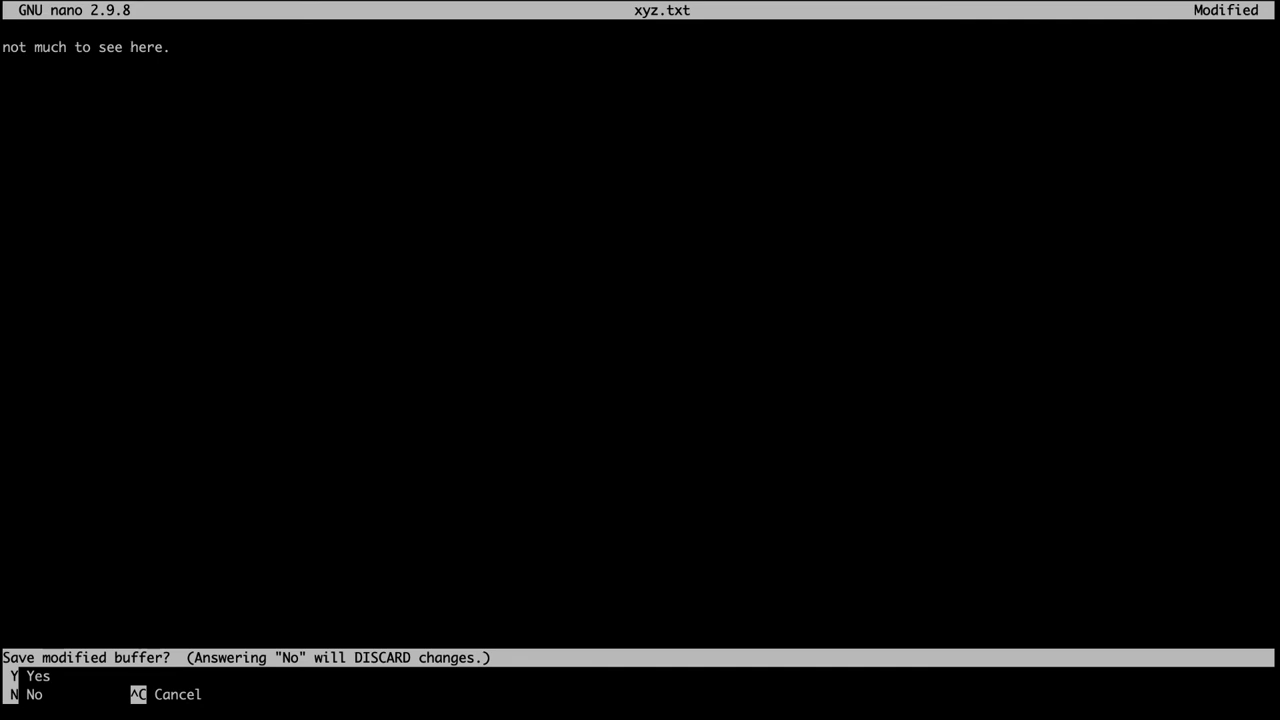 GNU nano 2.9.8 xyz.txt Modified
not much to see here.
Save modified buffer?  (Answering "No" will DISCARD changes.)
Y Yes
N No ^C Cancel